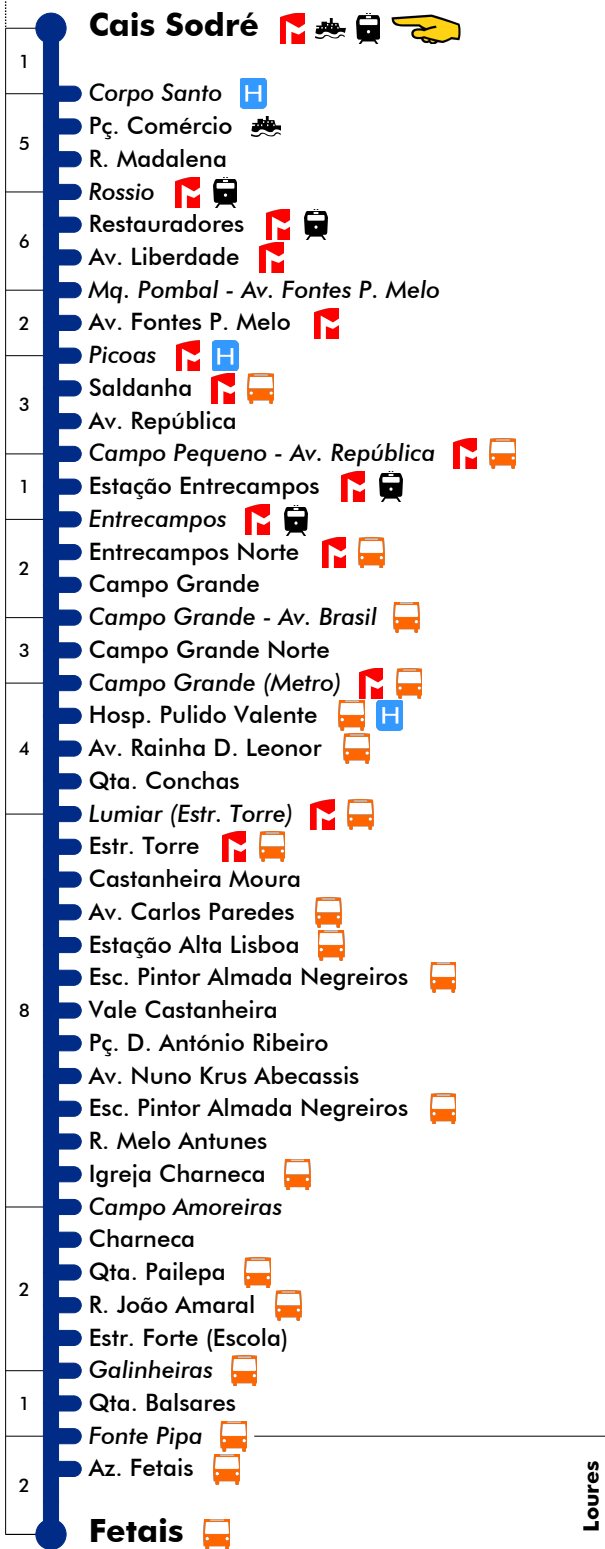 Cais Sodré
1
Corpo Santo H
Pç. Comércio
5
R. Madalena
Rossio
Restauradores
6
Av. Liberdade
Mq. Pombal - Av. Fontes P. Melo
2
Av. Fontes P. Melo
Picoas H
Saldanha
3
Av. República
Campo Pequeno - Av. República
1
Estação Entrecampos
Entrecampos
Entrecampos Norte
2
Campo Grande
Campo Grande - Av. Brasil
3
Campo Grande Norte
Campo Grande (Metro)
Hosp. Pulido Valente H
4
Av. Rainha D. Leonor
Qta. Conchas
Lumiar (Estr. Torre)
Estr. Torre
Castanheira Moura
Av. Carlos Paredes
Estação Alta Lisboa
Esc. Pintor Almada Negreiros
8
Vale Castanheira
Pç. D. António Ribeiro
Av. Nuno Krus Abecassis
Esc. Pintor Almada Negreiros
R. Melo Antunes
Igreja Charneca
Campo Amoreiras
Charneca
2
Qta. Pailepa
R. João Amaral
Estr. Forte (Escola)
Galinheiras
1
Qta. Balsares
Fonte Pipa
Az. Fetais
2
Loures
Fetais